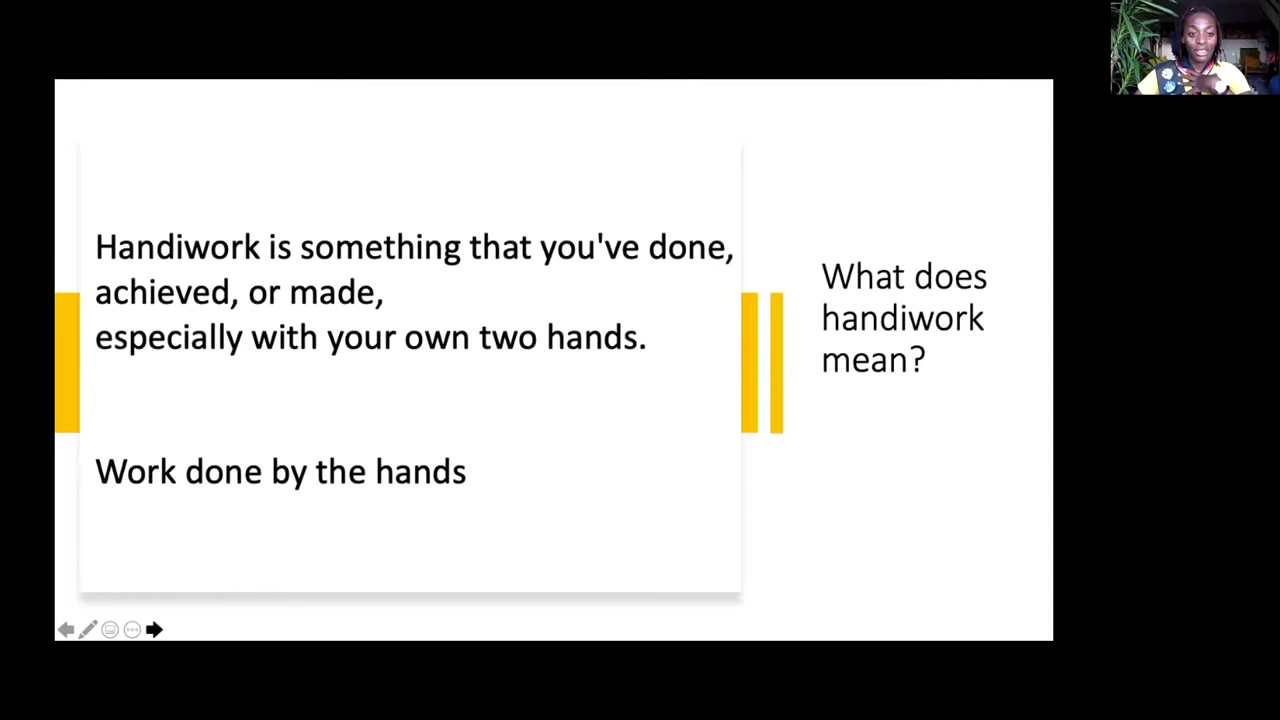 Handiwork is something that you've done,
achieved, or made,
especially with your own two hands.
Work done by the hands
What does
handiwork
mean?